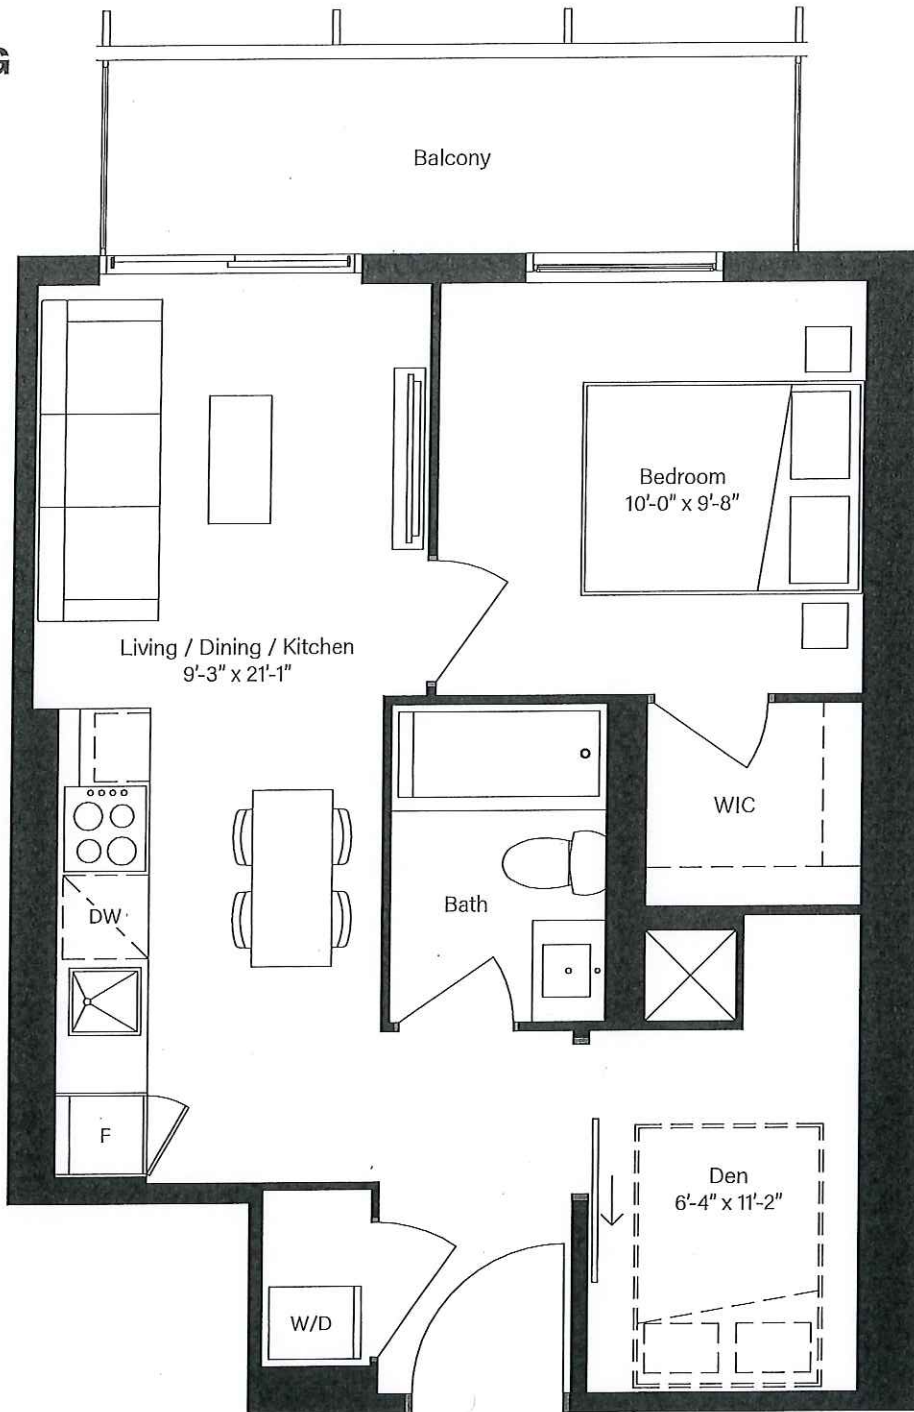 G
Balcony
Bedroom
10'-0" x 9'-8"
Living / Dining / Kitchen
9'-3" x 21'-1"
WIC
DW
Bath
F
Den
6'-4" x 11'-2"
W/D